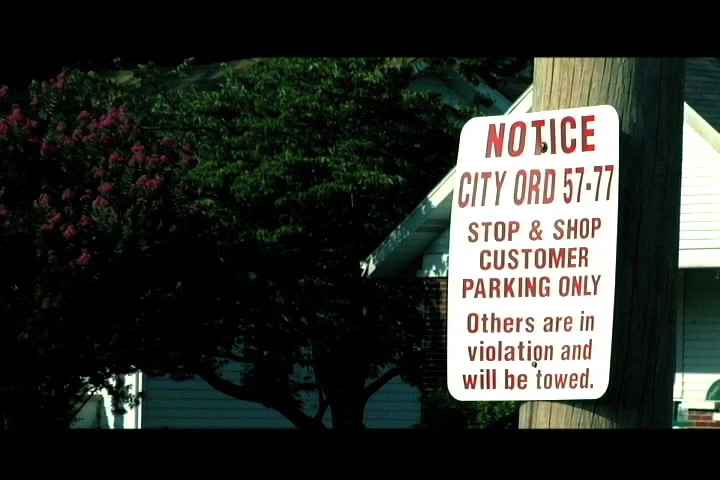 NOTICE
CITY ORD 57-77
STOP & SHOP
CUSTOMER
PARKING ONLY
Others are in
violation and
will be towed.